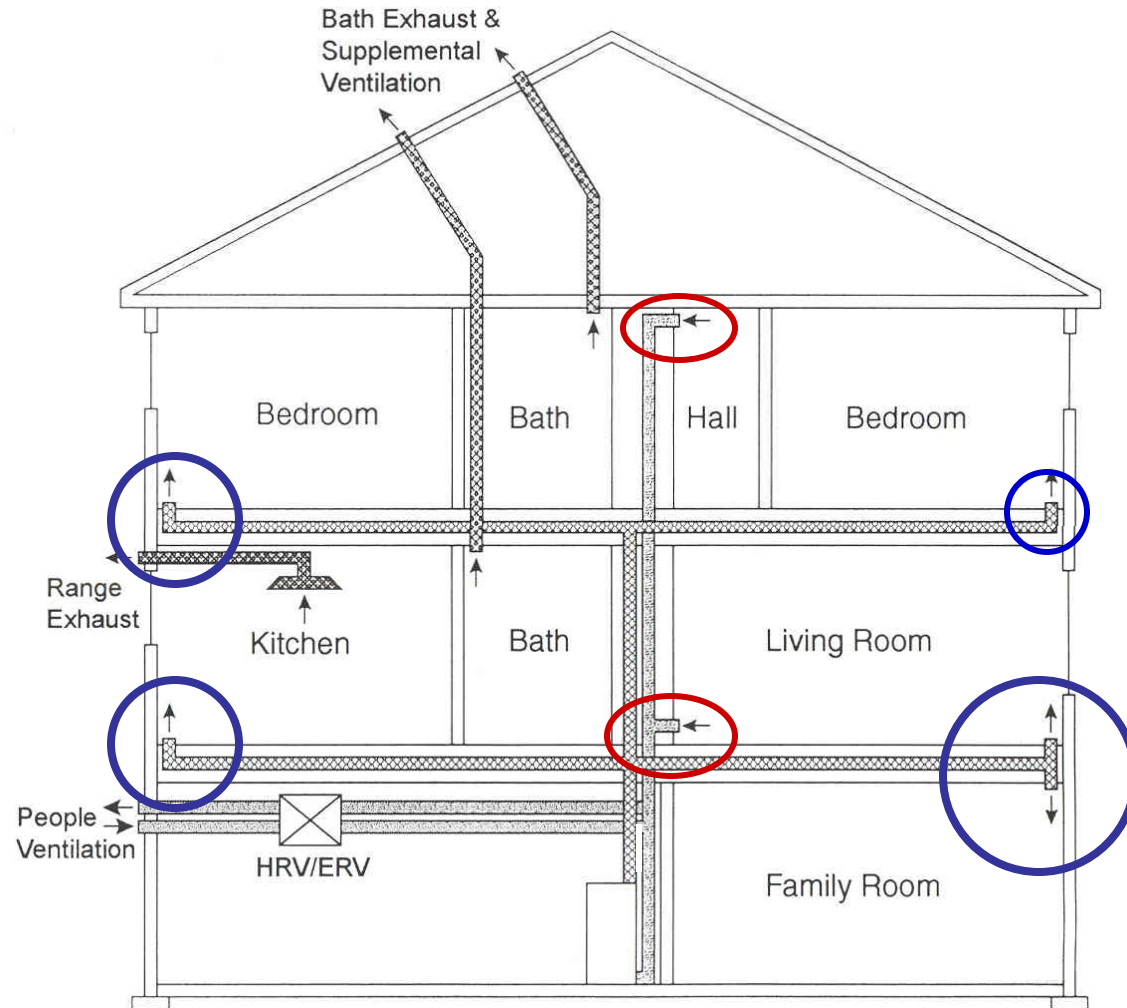 Bath Exhaust &
Supplemental
Ventilation
Bedroom
Bath
Hall
Bedroom
Range
Exhaust
Kitchen
Bath
Living Room
People
Ventilation
HRV/ERV
Family Room